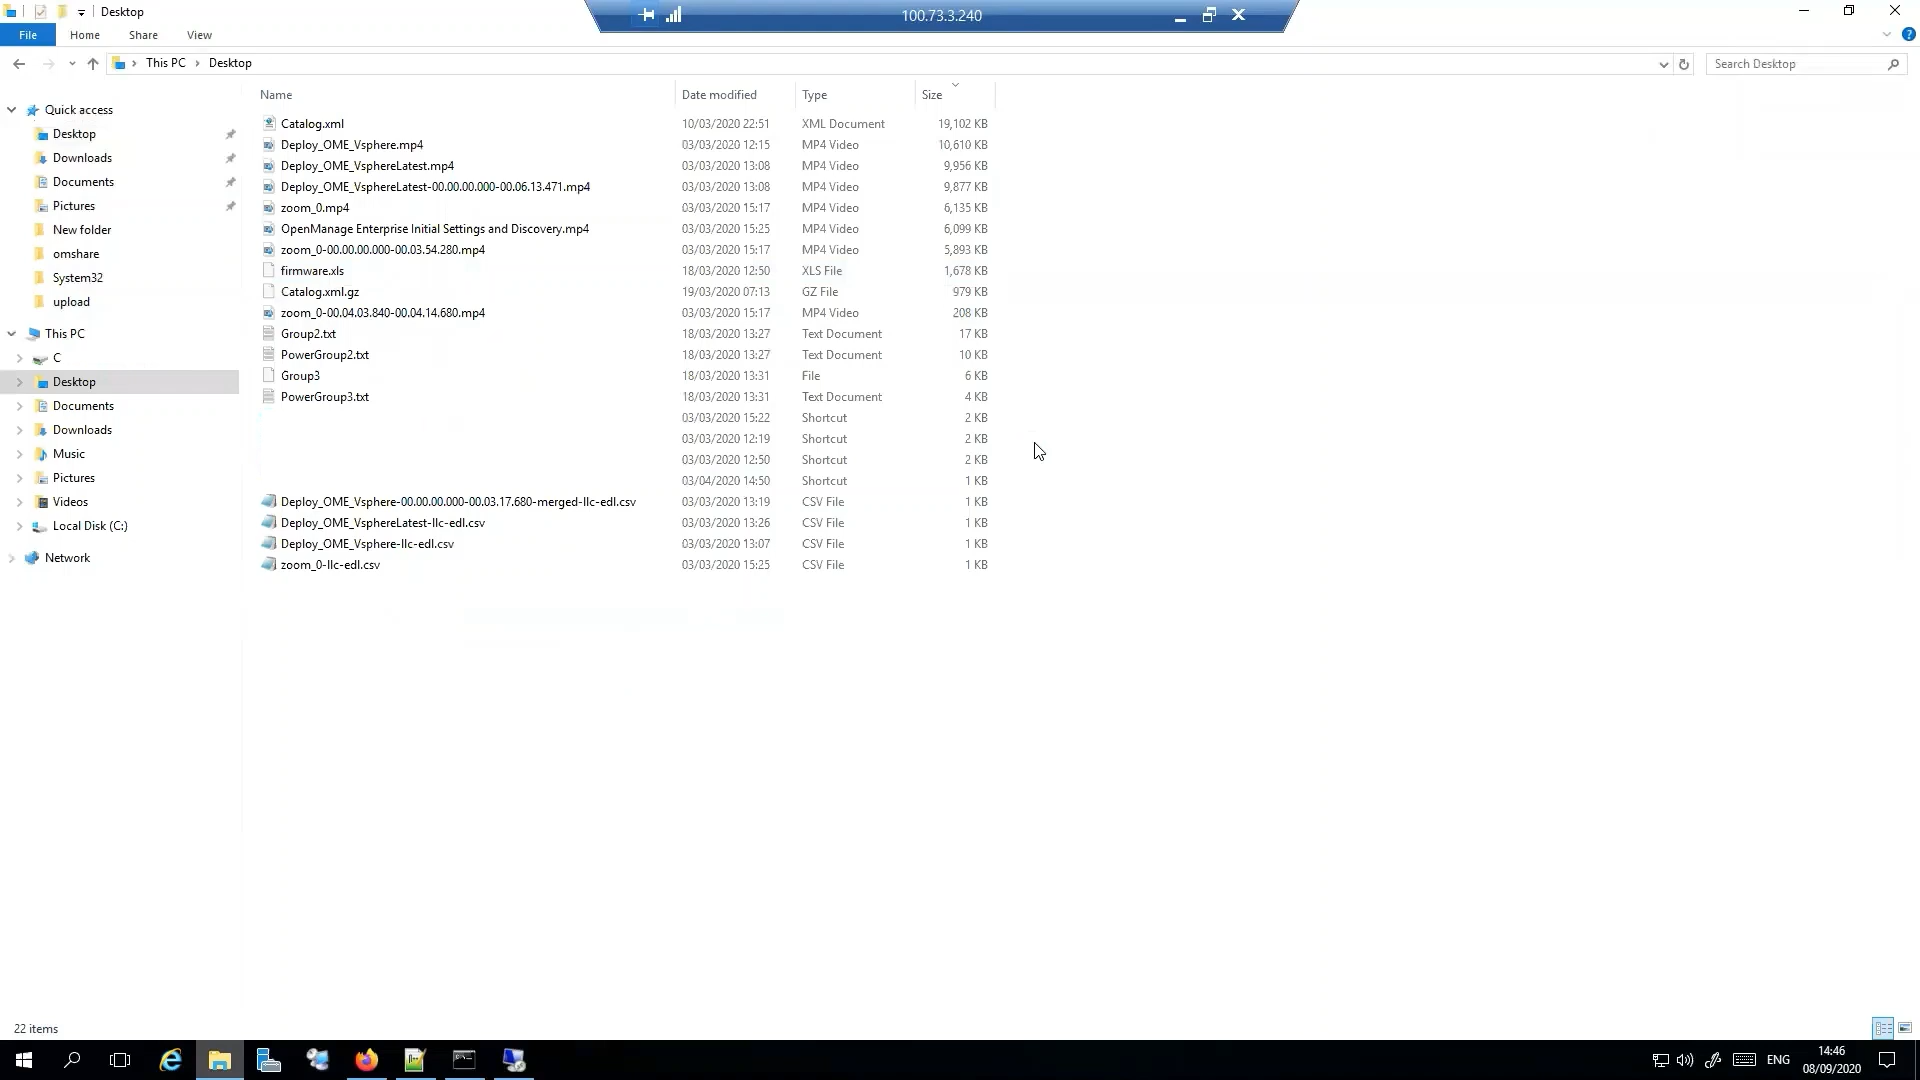 Desktop
100.73.3.240
File Home Share View
This PC Desktop
Search Desktop
Name Date modified Type Size
Quick access
Desktop
Downloads
Documents
Pictures
New folder
omshare
System32
upload
This PC
C
Desktop
Documents
Downloads
Music
Pictures
Videos
Local Disk (C:)
Network
Catalog.xml 10/03/2020 22:51 XML Document 19,102 KB
Deploy_OME_Vsphere.mp4 03/03/2020 12:15 MP4 Video 10,610 KB
Deploy_OME_VsphereLatest.mp4 03/03/2020 13:08 MP4 Video 9,956 KB
Deploy_OME_VsphereLatest-00.00.00.000-00.06.13.471.mp4 03/03/2020 13:08 MP4 Video 9,877 KB
zoom_0.mp4 03/03/2020 15:17 MP4 Video 6,135 KB
OpenManage Enterprise Initial Settings and Discovery.mp4 03/03/2020 15:25 MP4 Video 6,099 KB
zoom_0-00.00.00.000-00.03.54.280.mp4 03/03/2020 15:17 MP4 Video 5,893 KB
firmware.xls 18/03/2020 12:50 XLS File 1,678 KB
Catalog.xml.gz 19/03/2020 07:13 GZ File 979 KB
zoom_0-00.04.03.840-00.04.14.680.mp4 03/03/2020 15:17 MP4 Video 208 KB
Group2.txt 18/03/2020 13:27 Text Document 17 KB
PowerGroup2.txt 18/03/2020 13:27 Text Document 10 KB
Group3 18/03/2020 13:31 File 6 KB
PowerGroup3.txt 18/03/2020 13:31 Text Document 4 KB
03/03/2020 15:22 Shortcut 2 KB
03/03/2020 12:19 Shortcut 2 KB
03/03/2020 12:50 Shortcut 2 KB
03/04/2020 14:50 Shortcut 1 KB
Deploy_OME_Vsphere-00.00.00.000-00.03.17.680-merged-llc-edl.csv 03/03/2020 13:19 CSV File 1 KB
Deploy_OME_VsphereLatest-llc-edl.csv 03/03/2020 13:26 CSV File 1 KB
Deploy_OME_Vsphere-llc-edl.csv 03/03/2020 13:07 CSV File 1 KB
zoom_0-llc-edl.csv 03/03/2020 15:25 CSV File 1 KB
22 items
ENG
14:46
08/09/2020